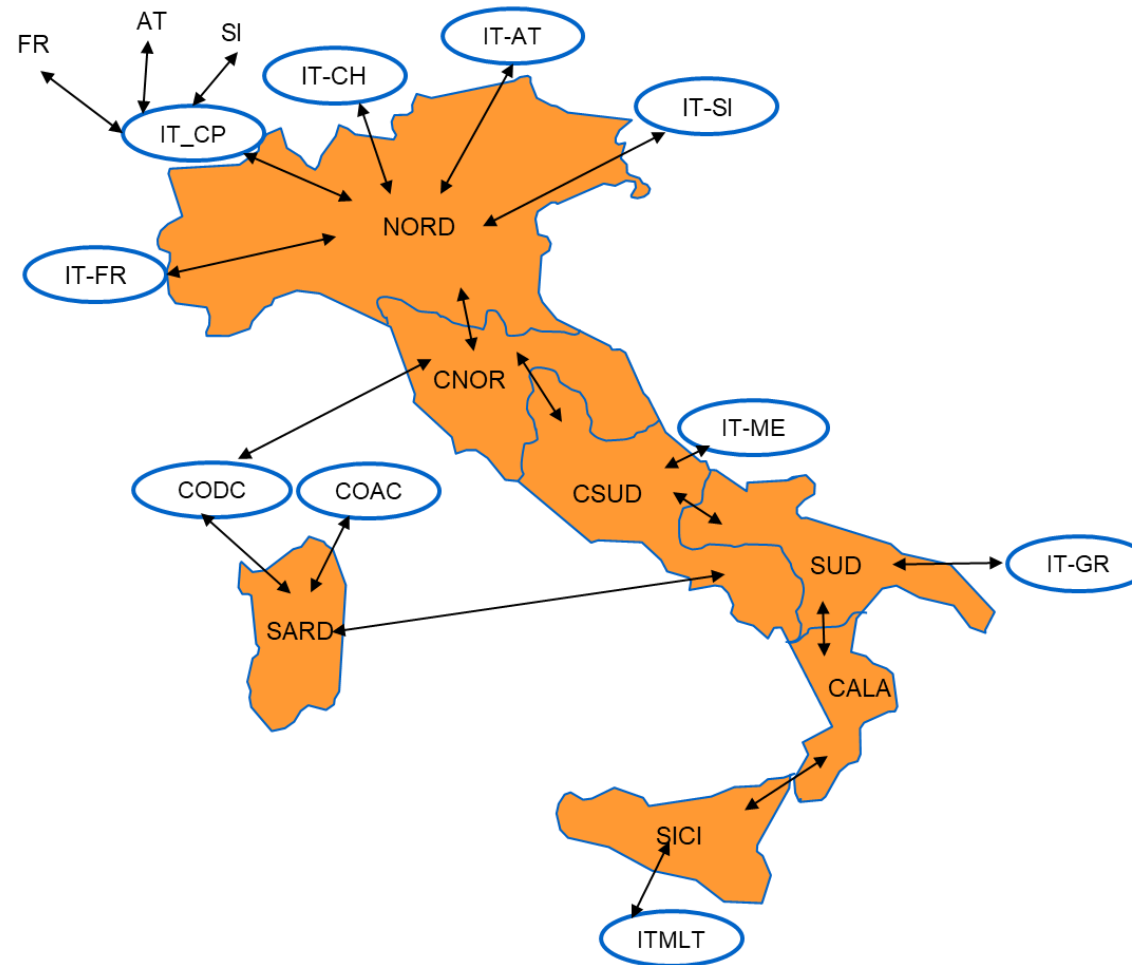 AT
SI
FR
IT-AT
IT-CH
IT-SI
IT_CP
NORD
IT-FR
CNOR
IT-ME
CODC
COAC
CSUD
SUD
IT-GR
SARD
CALA
SICI
ITMLT